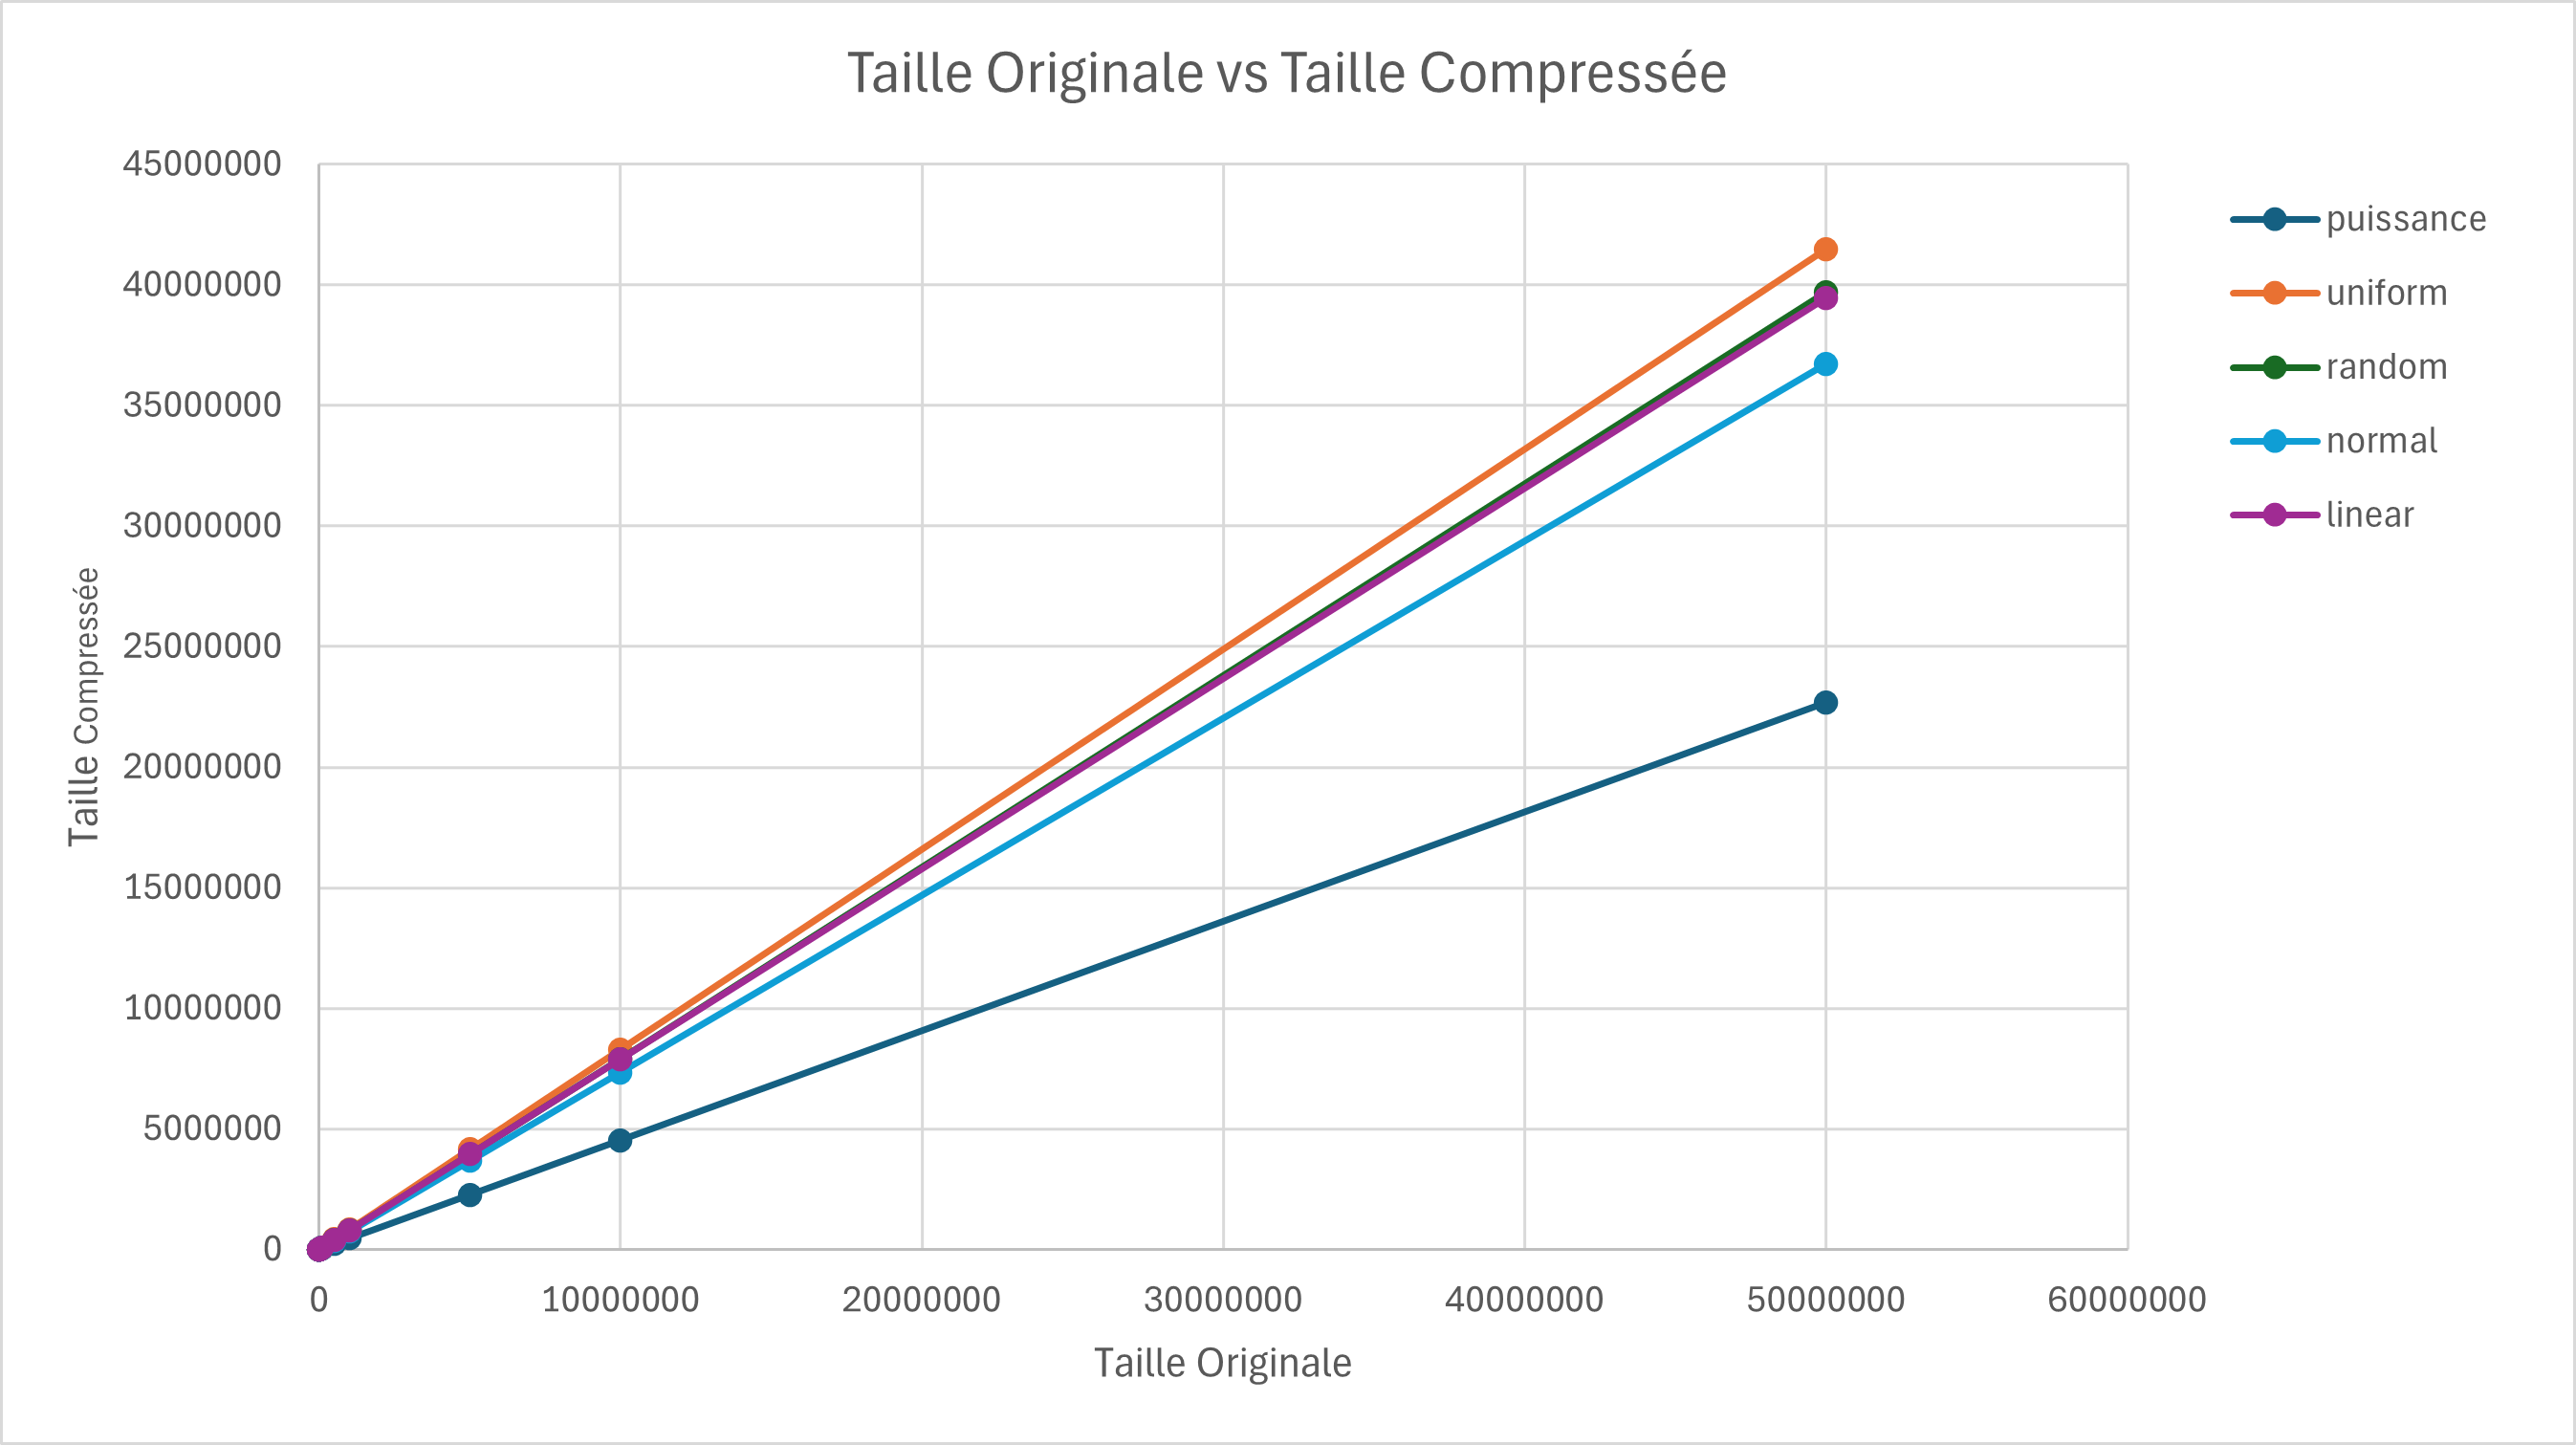 Taille Originale vs Taille Compressée
45000000
40000000
35000000
30000000
25000000
20000000
15000000
10000000
5000000
0
Taille Compressée
0 10000000 20000000 30000000 40000000 50000000 60000000
Taille Originale
puissance
uniform
random
normal
linear